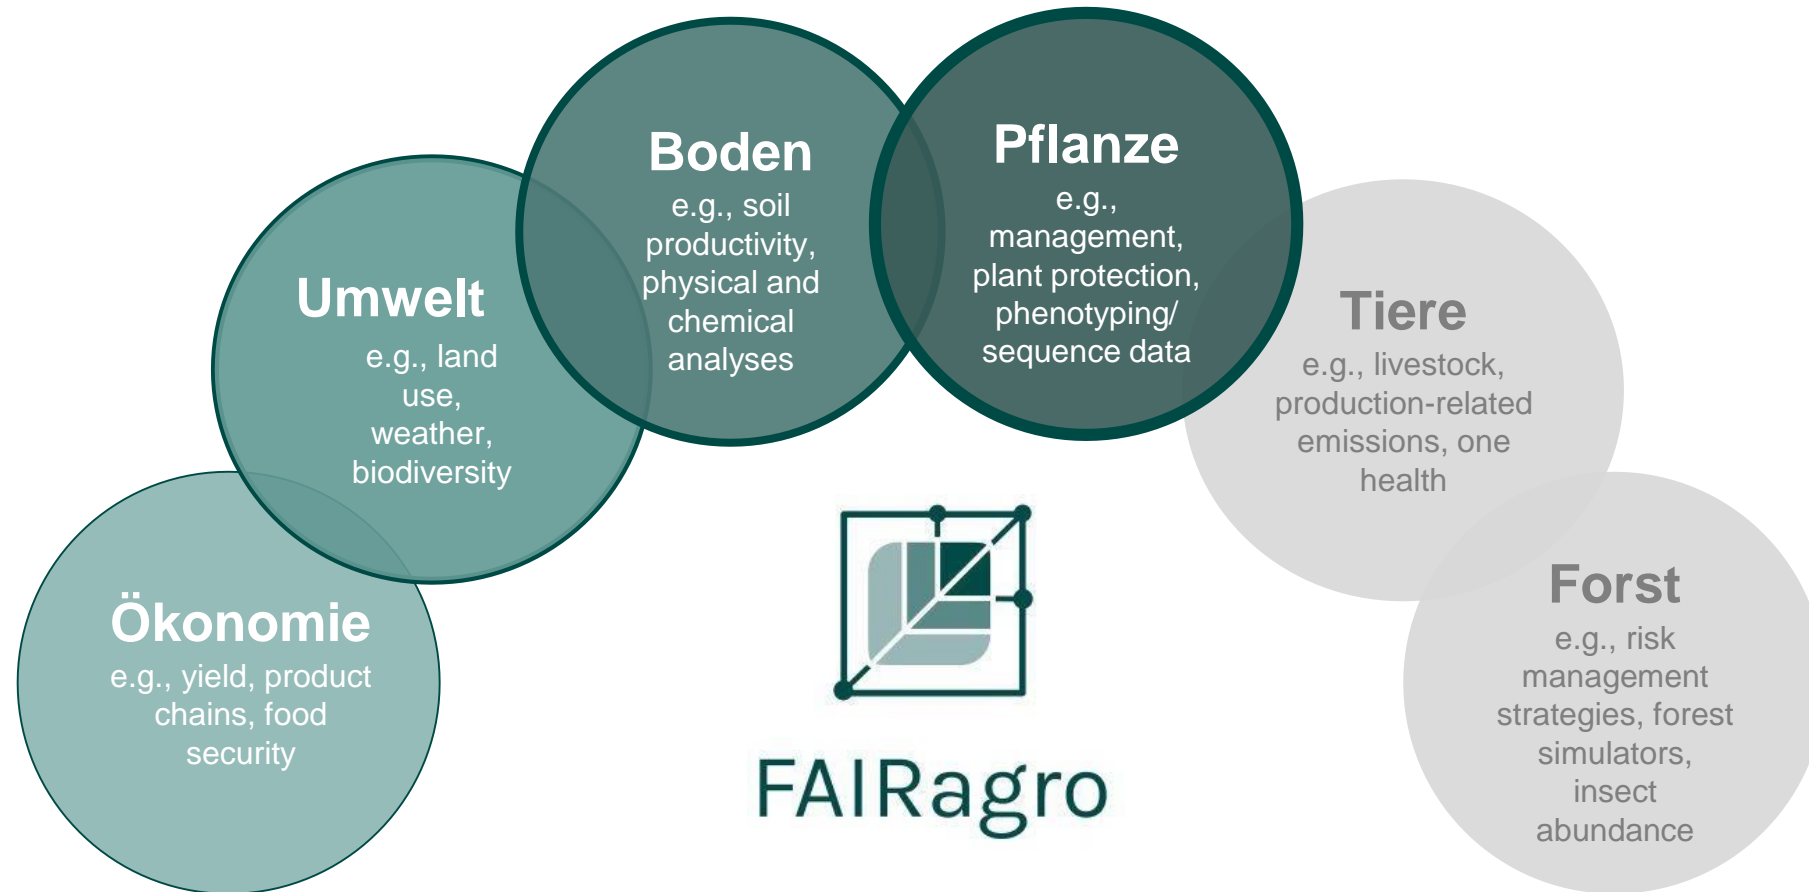 Ökonomie
e.g., yield, product
chains, food
security
Umwelt
e.g., land
use,
weather,
biodiversity
Boden
e.g., soil
productivity,
physical and
chemical
analyses
Pflanze
e.g.,
management,
plant protection,
phenotyping/
sequence data
Tiere
e.g., livestock,
production-related
emissions, one
health
Forst
e.g., risk
management
strategies, forest
simulators,
insect
abundance
FAIRagro